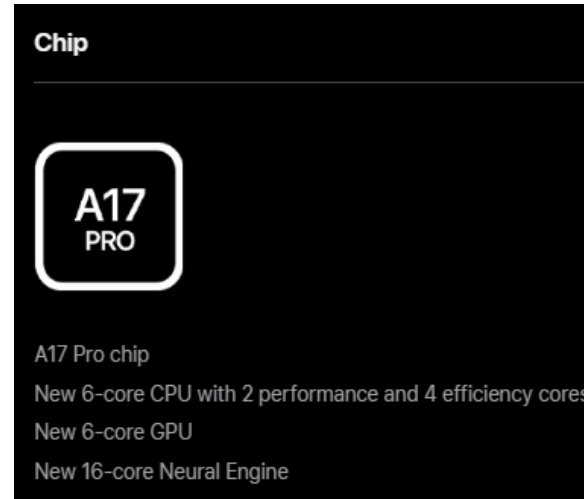 Chip
A17
PRO
A17 Pro chip
New 6-core CPU with 2 performance and 4 efficiency cores
New 6-core GPU
New 16-core Neural Engine